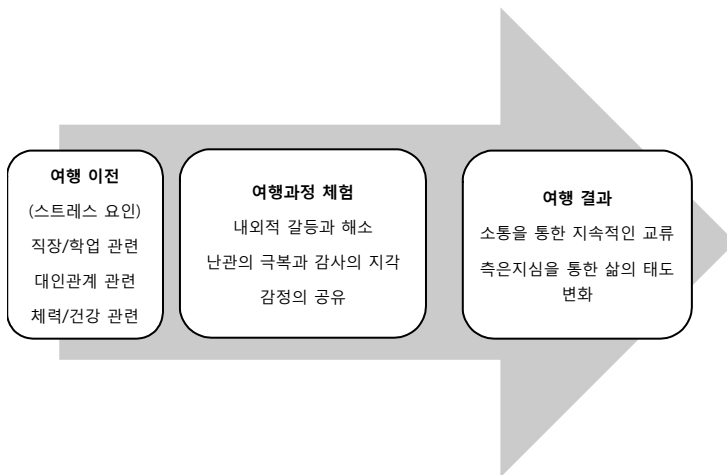 여행 이전
(스트레스 요인)
직장/학업 관련
대인관계 관련
체력/건강 관련
여행과정 체험
내외적 갈등과 해소
난관의 극복과 감사의 지각
감정의 공유
여행 결과
소통을 통한 지속적인 교류
측은지심을 통한 삶의 태도
변화